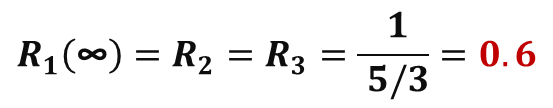 R₁(∞) = R₂ = R₃ = 1/(5/3) = 0.6